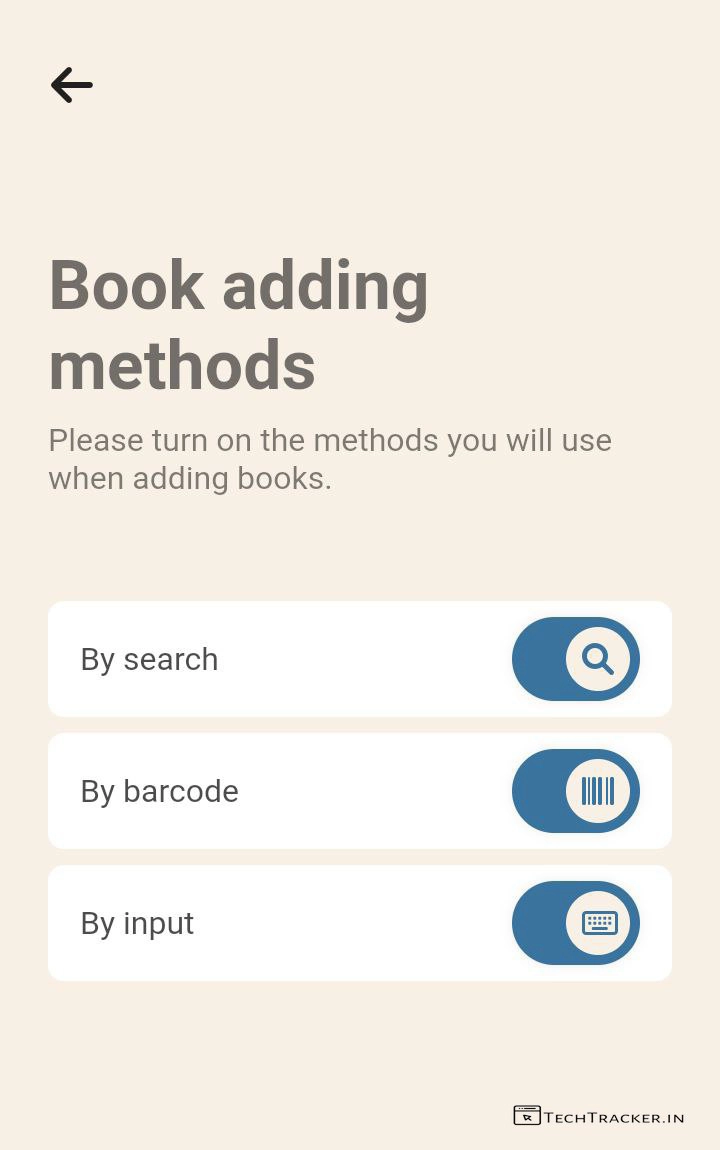 Book adding
methods
Please turn on the methods you will use
when adding books.
By search
By barcode
By input
TECHTRACKER.IN